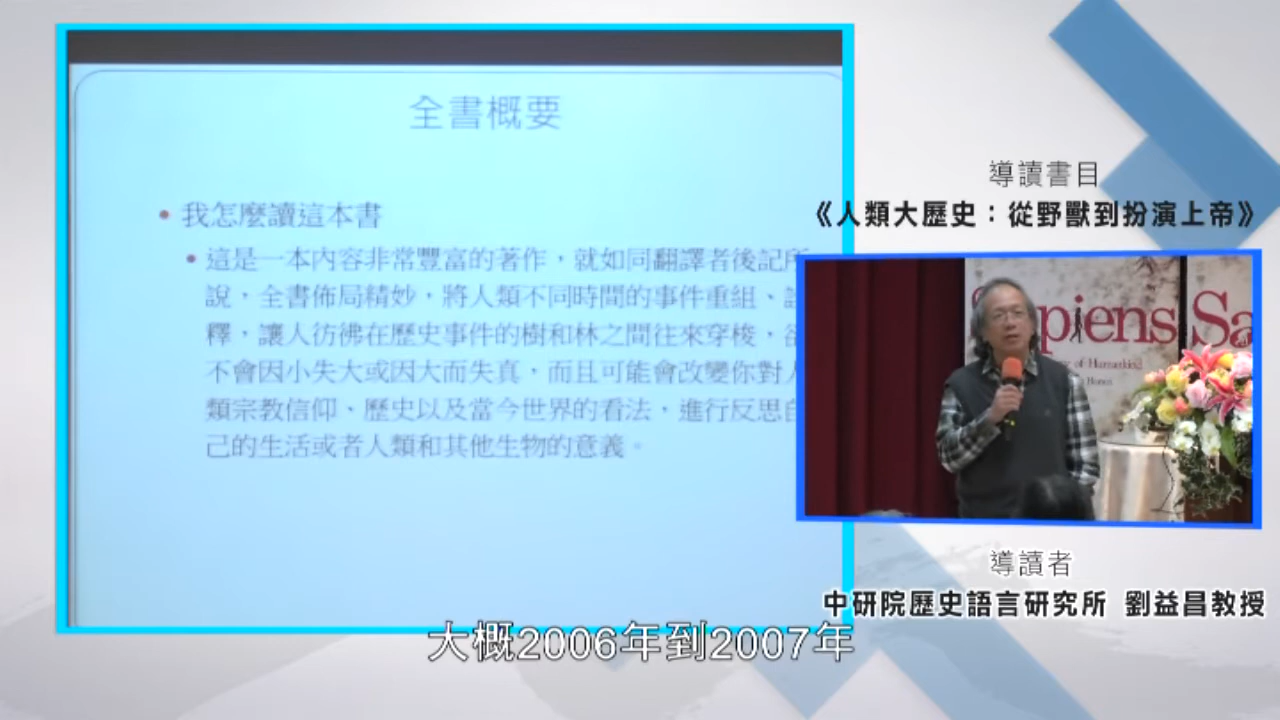 全書概要
我怎麼讀這本書
這是一本內容非常豐富的著作，就如同翻譯者後記所
說，全書佈局精妙，將人類不同時間的事件重組、詮
釋，讓人彷彿在歷史事件的樹和林之間往來穿梭，卻
不會因小失大或因大而失真，而且可能會改變你對人
類宗教信仰、歷史以及當今世界的看法，進行反思自
己的生活或者人類和其他生物的意義。
導讀書目
《人類大歷史：從野獸到扮演上帝》
Sapiens Sa
of Humankind
Harari
導讀者
中研院歷史語言研究所 劉益昌教授
大概2006年到2007年